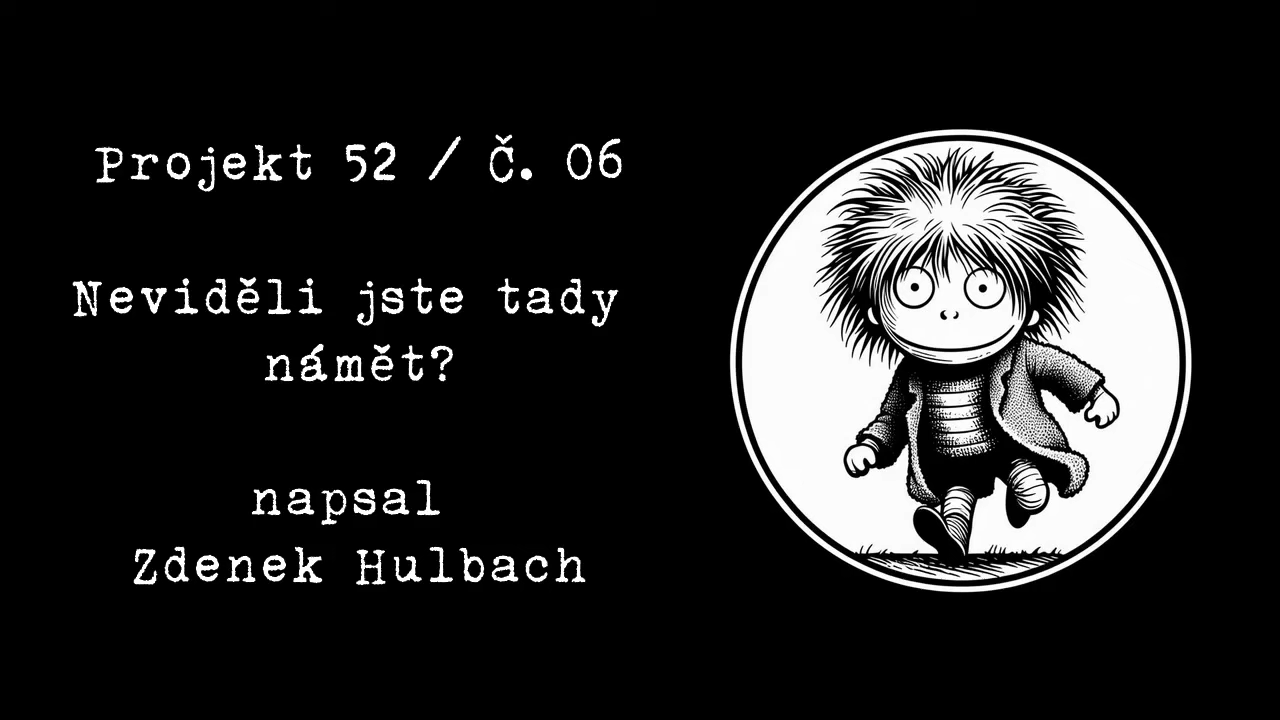 Projekt 52 / Č. 06
Neviděli jste tady
námět?
napsal
Zdenek Hulbach